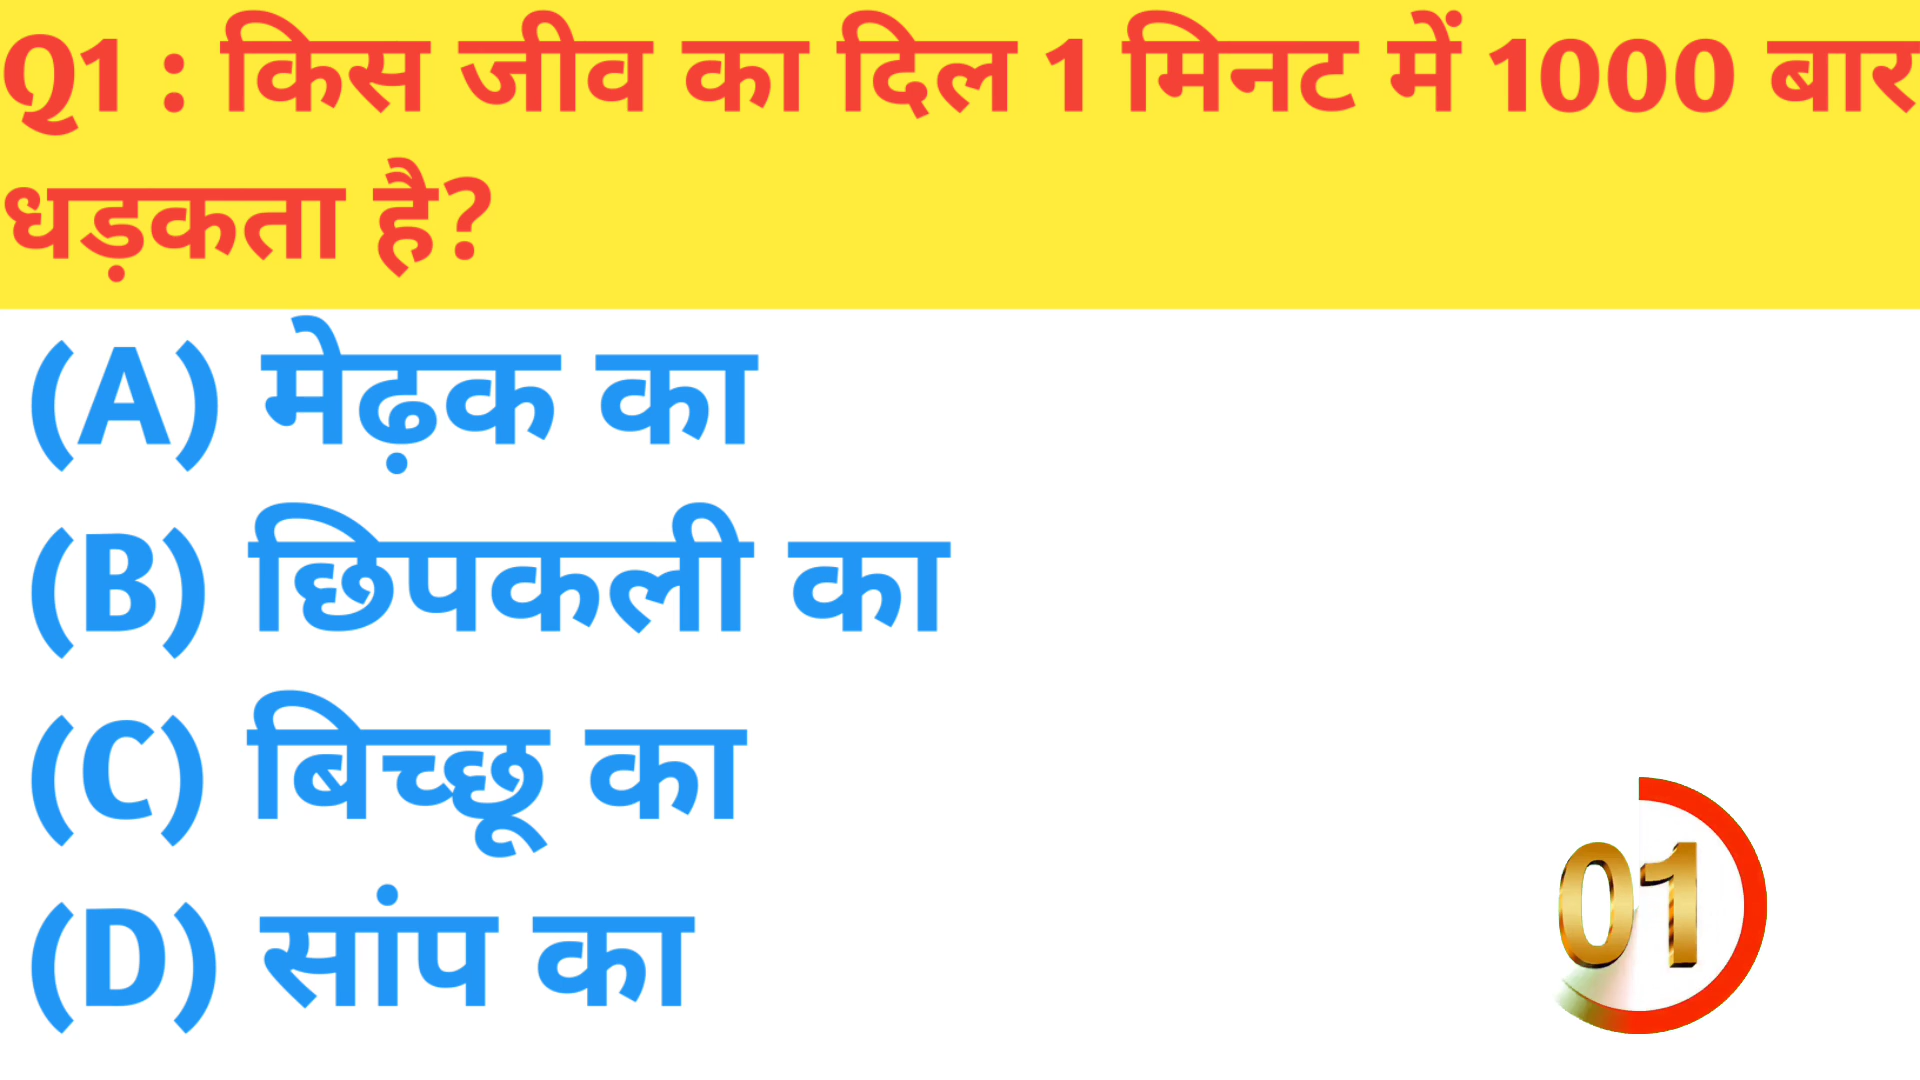 Q1 : किस जीव का दिल 1 मिनट में 1000 बार
धड़कता है?
(A) मेढ़क का
(B) छिपकली का
(C) बिच्छू का
(D) सांप का
01